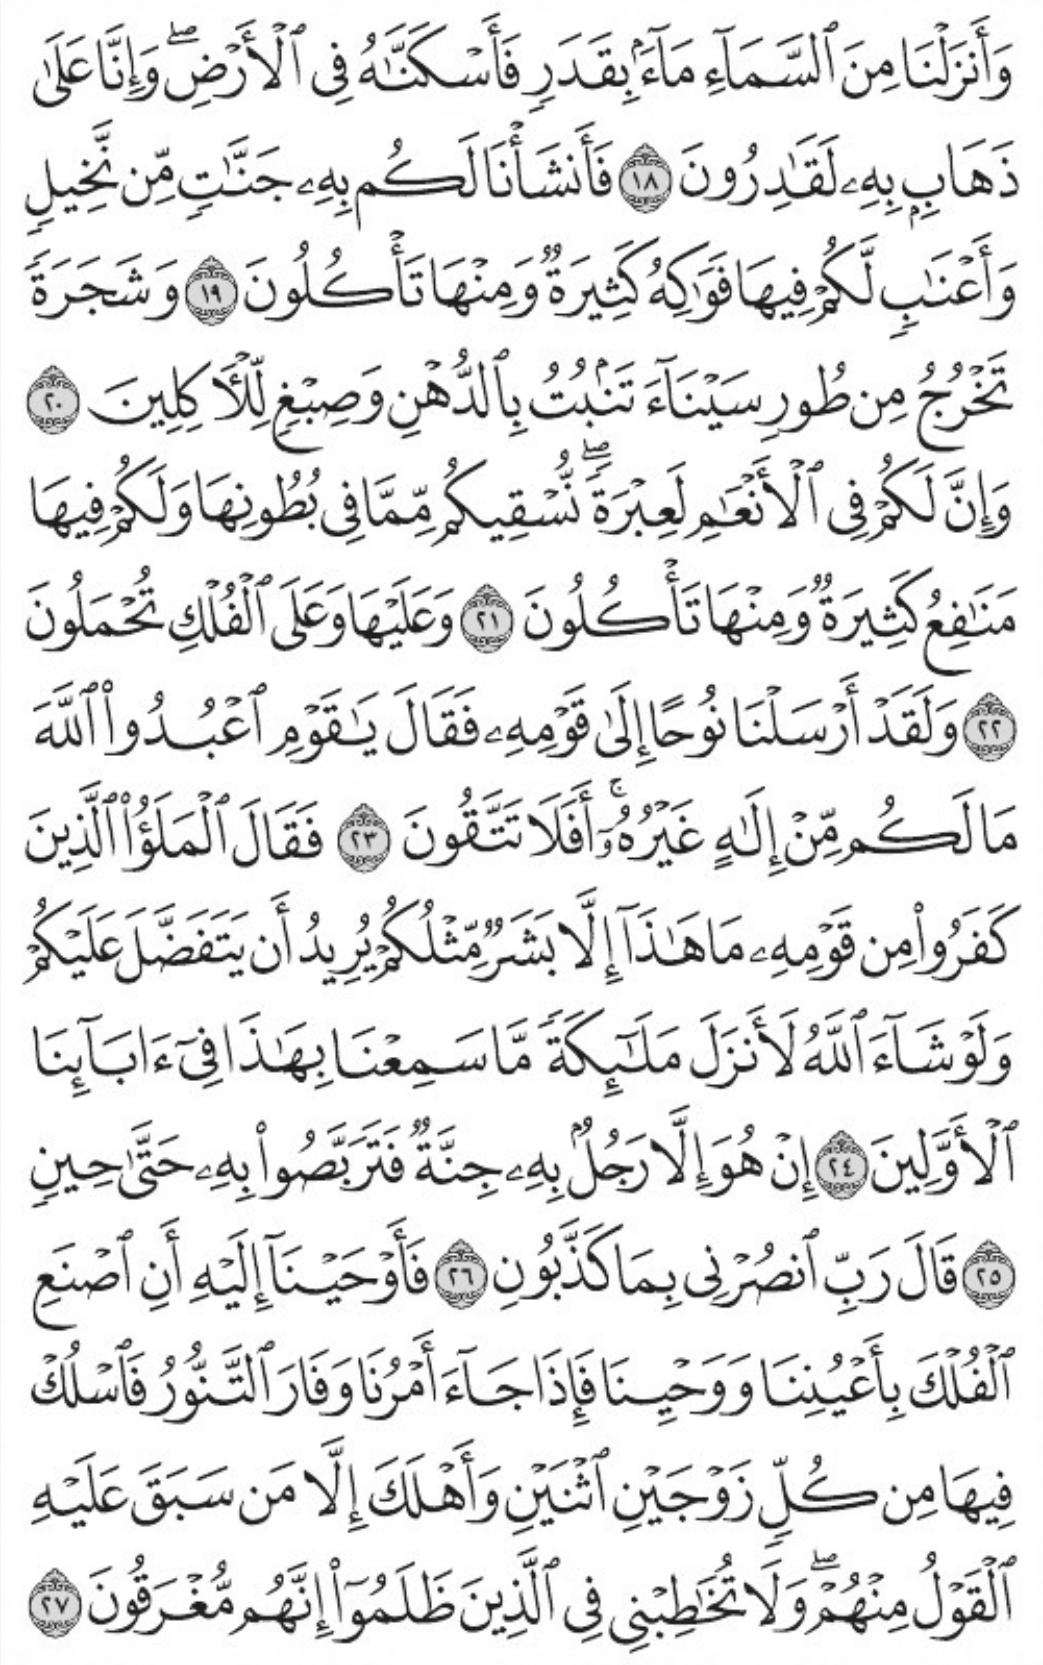 وَأَنزَلْنَا مِنَ ٱلسَّمَآءِ مَآءًۢ بِقَدَرٍ فَأَسْكَنَّٰهُ فِى ٱلْأَرْضِ ۖ وَإِنَّا عَلَىٰ
ذَهَابٍۭ بِهِۦ لَقَٰدِرُونَ ١٨ فَأَنشَأْنَا لَكُم بِهِۦ جَنَّٰتٍ مِّن نَّخِيلٍ
وَأَعْنَٰبٍ لَّكُمْ فِيهَا فَوَٰكِهُ كَثِيرَةٌ وَمِنْهَا تَأْكُلُونَ ١٩ وَشَجَرَةً
تَخْرُجُ مِن طُورِ سَيْنَآءَ تَنۢبُتُ بِٱلدُّهْنِ وَصِبْغٍ لِّلْـَٔاكِلِينَ ٢٠
وَإِنَّ لَكُمْ فِى ٱلْأَنْعَٰمِ لَعِبْرَةً ۖ نُّسْقِيكُم مِّمَّا فِى بُطُونِهَا وَلَكُمْ فِيهَا
مَنَٰفِعُ كَثِيرَةٌ وَمِنْهَا تَأْكُلُونَ ٢١ وَعَلَيْهَا وَعَلَى ٱلْفُلْكِ تُحْمَلُونَ
٢٢ وَلَقَدْ أَرْسَلْنَا نُوحًا إِلَىٰ قَوْمِهِۦ فَقَالَ يَٰقَوْمِ ٱعْبُدُوا۟ ٱللَّهَ
مَا لَكُم مِّنْ إِلَٰهٍ غَيْرُهُۥٓ ۚ أَفَلَا تَتَّقُونَ ٢٣ فَقَالَ ٱلْمَلَؤُا۟ ٱلَّذِينَ
كَفَرُوا۟ مِن قَوْمِهِۦ مَا هَٰذَآ إِلَّا بَشَرٌ مِّثْلُكُمْ يُرِيدُ أَن يَتَفَضَّلَ عَلَيْكُمْ
وَلَوْ شَآءَ ٱللَّهُ لَأَنزَلَ مَلَٰٓئِكَةً مَّا سَمِعْنَا بِهَٰذَا فِىٓ ءَابَآئِنَا
ٱلْأَوَّلِينَ ٢٤ إِنْ هُوَ إِلَّا رَجُلٌۢ بِهِۦ جِنَّةٌ فَتَرَبَّصُوا۟ بِهِۦ حَتَّىٰ حِينٍ
٢٥ قَالَ رَبِّ ٱنصُرْنِى بِمَا كَذَّبُونِ ٢٦ فَأَوْحَيْنَآ إِلَيْهِ أَنِ ٱصْنَعِ
ٱلْفُلْكَ بِأَعْيُنِنَا وَوَحْيِنَا فَإِذَا جَآءَ أَمْرُنَا وَفَارَ ٱلتَّنُّورُ فَٱسْلُكْ
فِيهَا مِن كُلٍّ زَوْجَيْنِ ٱثْنَيْنِ وَأَهْلَكَ إِلَّا مَن سَبَقَ عَلَيْهِ
ٱلْقَوْلُ مِنْهُمْ ۖ وَلَا تُخَٰطِبْنِى فِى ٱلَّذِينَ ظَلَمُوٓا۟ إِنَّهُم مُّغْرَقُونَ ٢٧